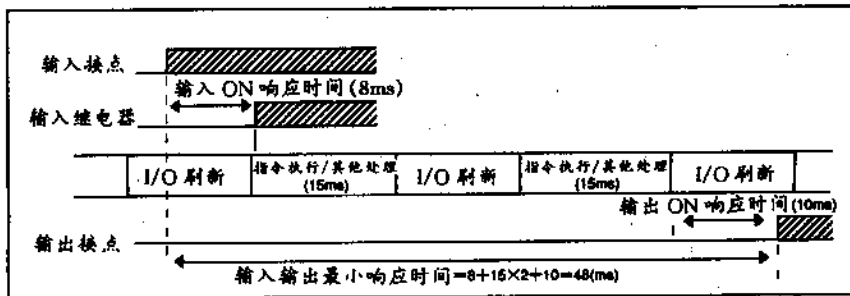 输入接点
输入 ON 响应时间(8ms)
输入继电器
I/O 刷新
指令执行/其他处理
(15ms)
I/O 刷新
指令执行/其他处理
(15ms)
I/O 刷新
输出 ON 响应时间(10ms)
输出接点
输入输出最小响应时间=8+15×2+10=48(ms)